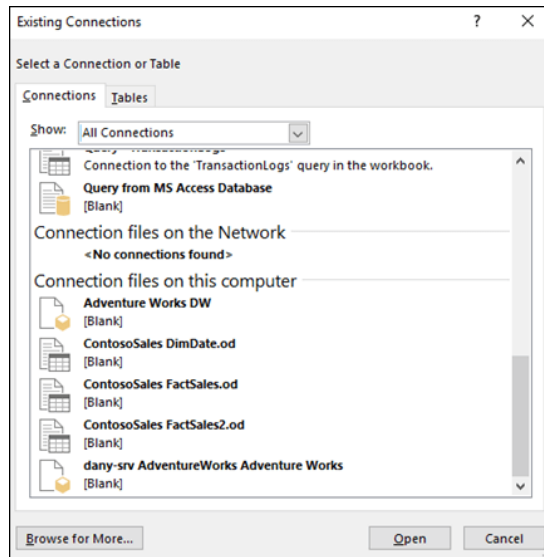 Existing Connections
?
Select a Connection or Table
Connections Tables
Show: All Connections
Query - TransactionLogs
Connection to the 'TransactionLogs' query in the workbook.
Query from MS Access Database
[Blank]
Connection files on the Network
<No connections found>
Connection files on this computer
Adventure Works DW
[Blank]
ContosoSales DimDate.od
[Blank]
ContosoSales FactSales.od
[Blank]
ContosoSales FactSales2.od
[Blank]
dany-srv AdventureWorks Adventure Works
[Blank]
Browse for More... Open Cancel